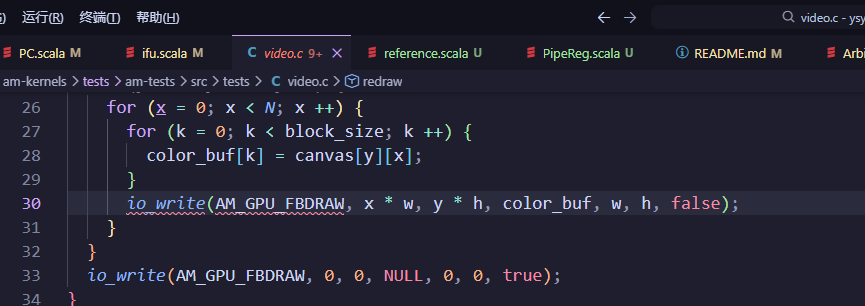 运行(R) 终端(T) 帮助(H) ← → video.c - ysy
PC.scala M ifu.scala M C video.c 9+ × reference.scala U PipeReg.scala U README.md M Arbi
am-kernels > tests > am-tests > src > tests > C video.c > redraw
26 for (x = 0; x < N; x ++) {
27 for (k = 0; k < block_size; k ++) {
28 color_buf[k] = canvas[y][x];
29 }
30 io_write(AM_GPU_FBDRAW, x * w, y * h, color_buf, w, h, false);
31 }
32 }
33 io_write(AM_GPU_FBDRAW, 0, 0, NULL, 0, 0, true);
34 }